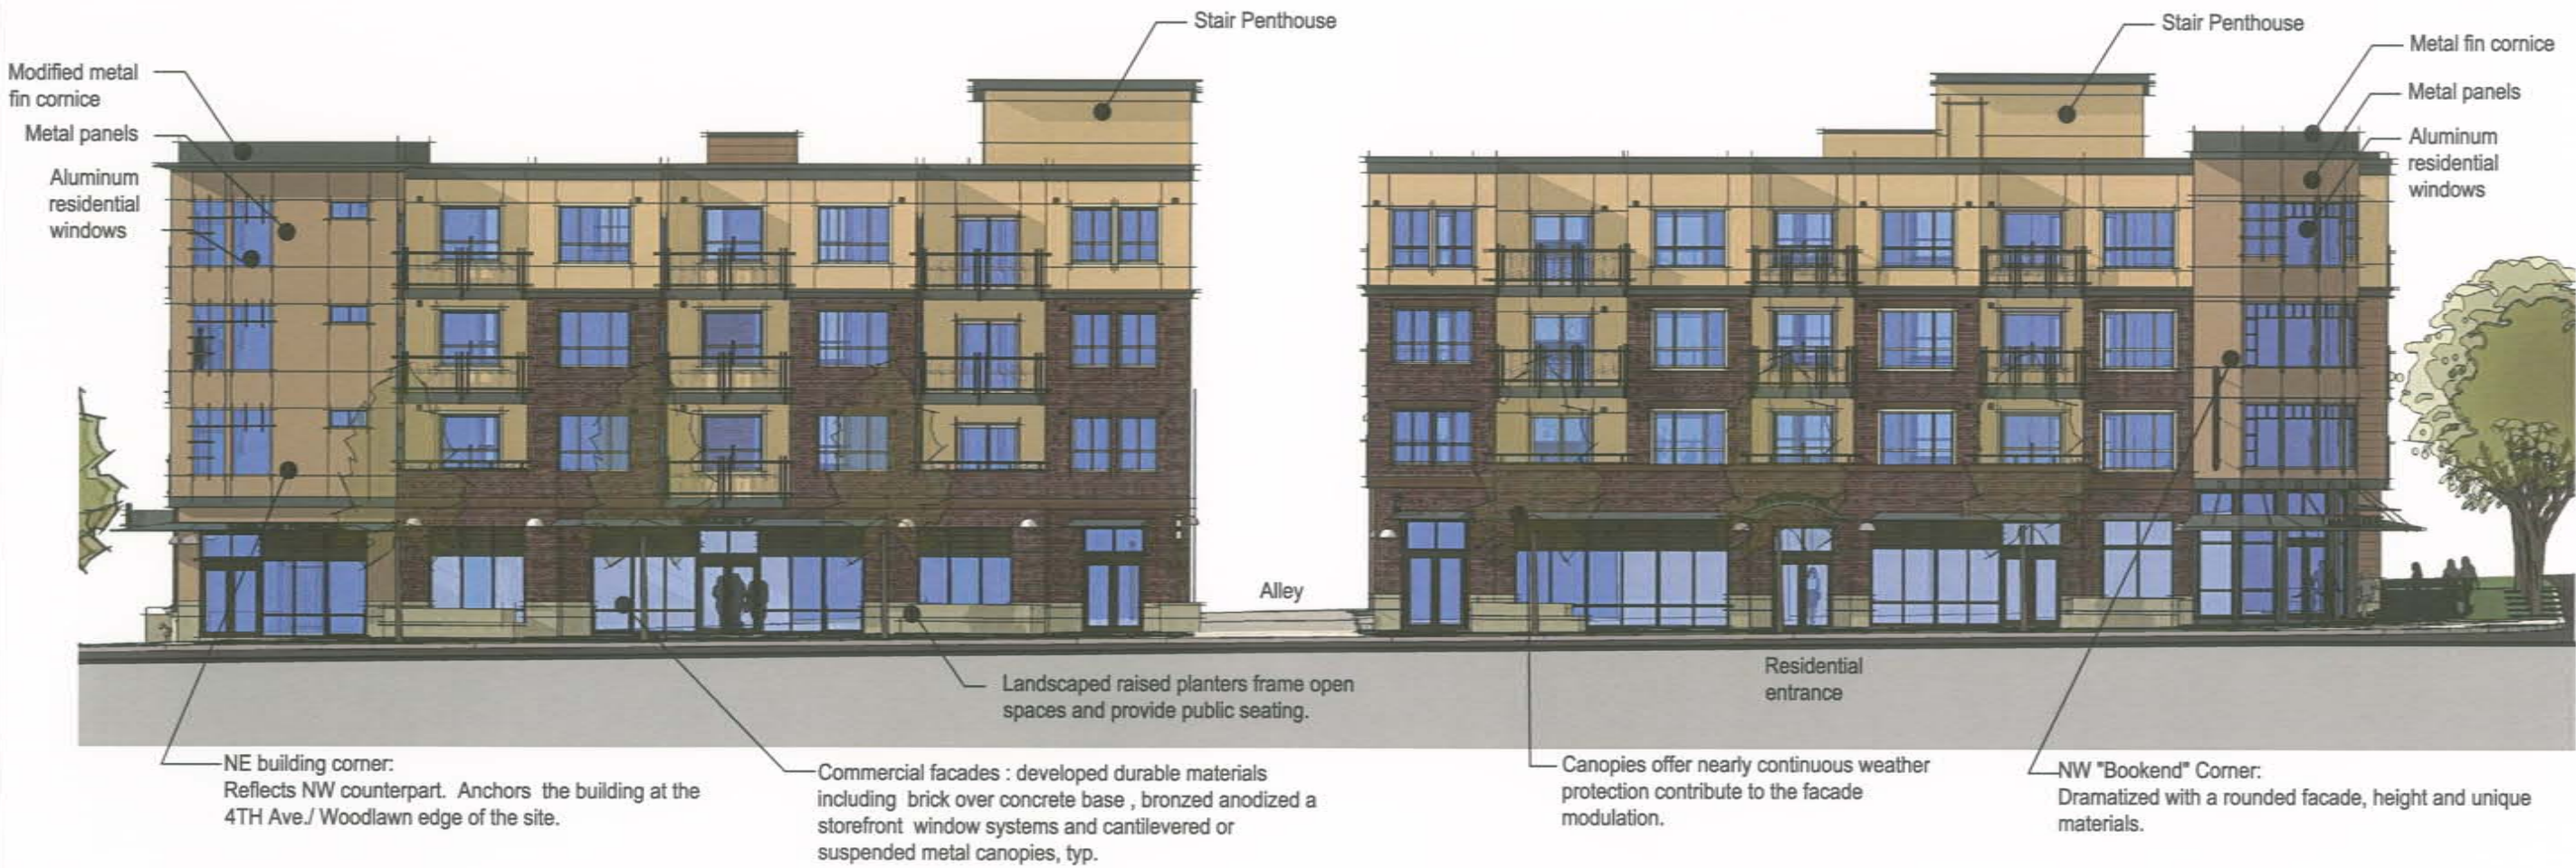 Stair Penthouse
Stair Penthouse
Modified metal
fin cornice
Metal panels
Aluminum
residential
windows
Metal fin cornice
Metal panels
Aluminum
residential
windows
Alley
Landscaped raised planters frame open
spaces and provide public seating.
Residential
entrance
NE building corner:
Reflects NW counterpart. Anchors the building at the
4TH Ave./ Woodlawn edge of the site.
Commercial facades : developed durable materials
including brick over concrete base , bronzed anodized a
storefront window systems and cantilevered or
suspended metal canopies, typ.
Canopies offer nearly continuous weather
protection contribute to the facade
modulation.
NW "Bookend" Corner:
Dramatized with a rounded facade, height and unique
materials.